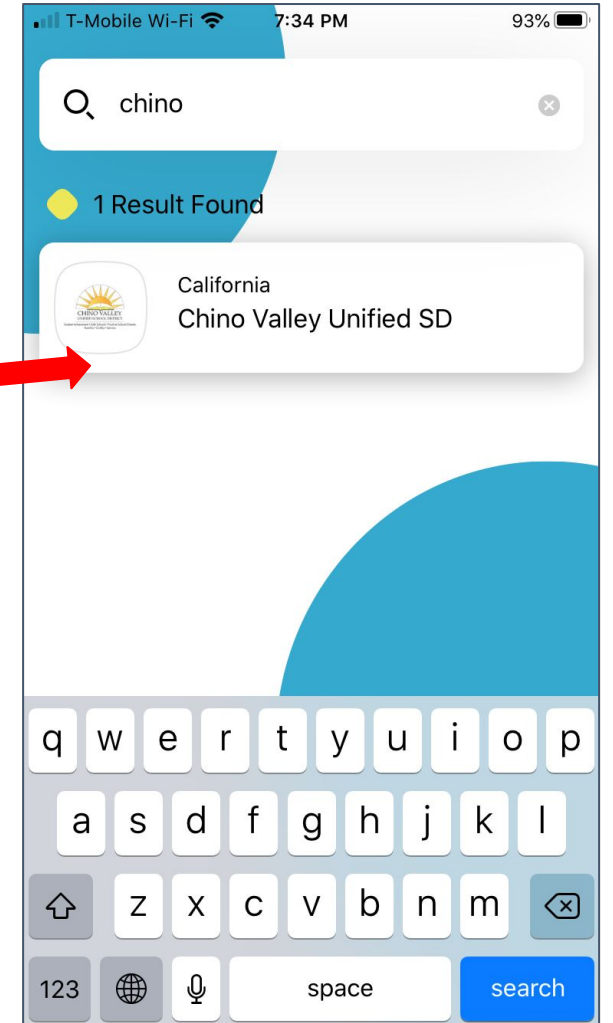 T-Mobile Wi-Fi 7:34 PM 93%
chino
1 Result Found
California
CHINO VALLEY
Chino Valley Unified SD
q w e r t y u i o p
a s d f g h j k l
z x c v b n m
123 space search